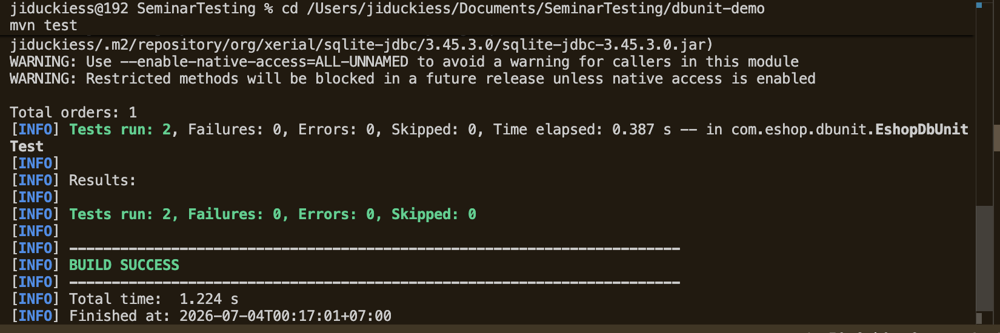 jiduckiess@192 SeminarTesting % cd /Users/jiduckiess/Documents/SeminarTesting/dbunit-demo
mvn test
jiduckiess/.m2/repository/org/xerial/sqlite-jdbc/3.45.3.0/sqlite-jdbc-3.45.3.0.jar)
WARNING: Use --enable-native-access=ALL-UNNAMED to avoid a warning for callers in this module
WARNING: Restricted methods will be blocked in a future release unless native access is enabled
Total orders: 1
[INFO] Tests run: 2, Failures: 0, Errors: 0, Skipped: 0, Time elapsed: 0.387 s -- in com.eshop.dbunit.EshopDbUnit
Test
[INFO]
[INFO] Results:
[INFO]
[INFO] Tests run: 2, Failures: 0, Errors: 0, Skipped: 0
[INFO]
[INFO] ------------------------------------------------------------------------
[INFO] BUILD SUCCESS
[INFO] ------------------------------------------------------------------------
[INFO] Total time:  1.224 s
[INFO] Finished at: 2026-07-04T00:17:01+07:00